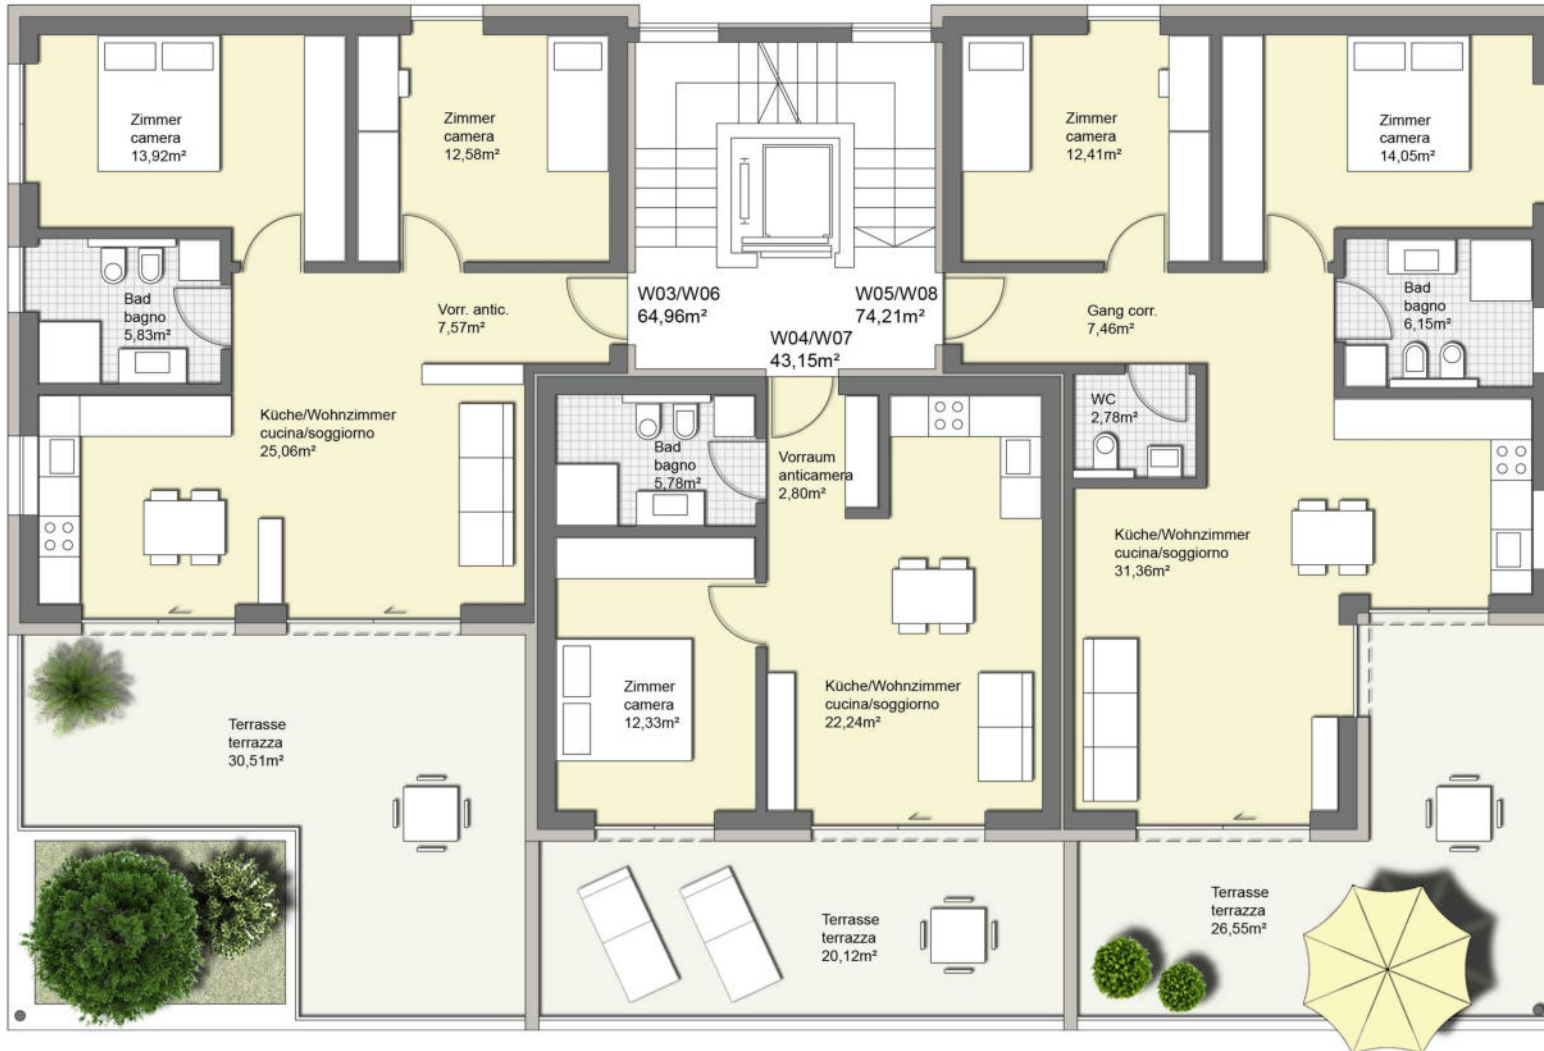 Zimmer
camera
13,92m²
Zimmer
camera
12,58m²
Zimmer
camera
12,41m²
Zimmer
camera
14,05m²
Bad
bagno
5,83m²
Vorr. antic.
7,57m²
W03/W06
64,96m²
W05/W08
74,21m²
W04/W07
43,15m²
Gang corr.
7,46m²
Bad
bagno
6,15m²
Küche/Wohnzimmer
cucina/soggiorno
25,06m²
Bad
bagno
5,78m²
Vorraum
anticamera
2,80m²
WC
2,78m²
Küche/Wohnzimmer
cucina/soggiorno
31,36m²
Zimmer
camera
12,33m²
Küche/Wohnzimmer
cucina/soggiorno
22,24m²
Terrasse
terrazza
30,51m²
Terrasse
terrazza
20,12m²
Terrasse
terrazza
26,55m²